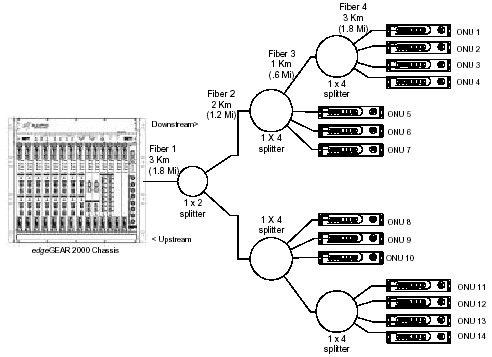 Fiber 4
3 Km
(1.8 Mi)
ONU 1
ONU 2
ONU 3
ONU 4
Fiber 3
1 Km
(.6 Mi)
1 x 4
splitter
Fiber 2
2 Km
(1.2 Mi)
ONU 5
ONU 6
ONU 7
1 X 4
splitter
Downstream>
Fiber 1
3 Km
(1.8 Mi)
1 x 2
splitter
< Upstream
edgeGEAR 2000 Chassis
1 X 4
splitter
ONU 8
ONU 9
ONU 10
ONU 11
ONU 12
ONU 13
ONU 14
1 x 4
splitter